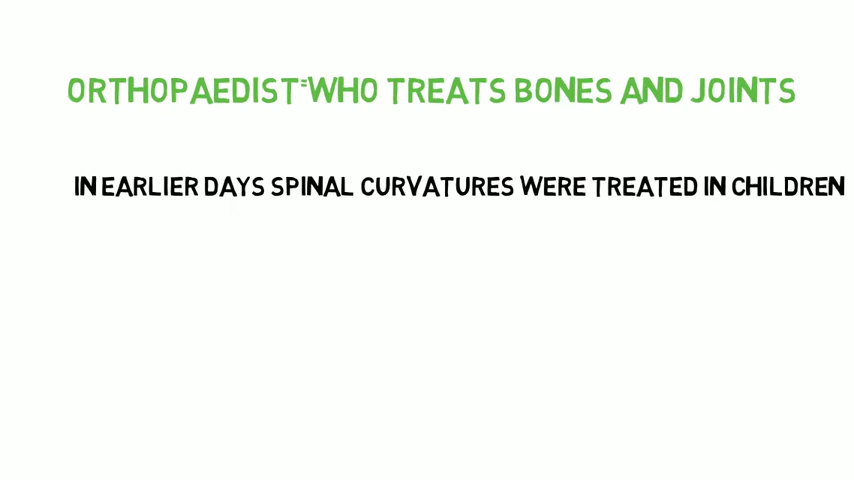 ORTHOPAEDIST=WHO TREATS BONES AND JOINTS
IN EARLIER DAYS SPINAL CURVATURES WERE TREATED IN CHILDREN